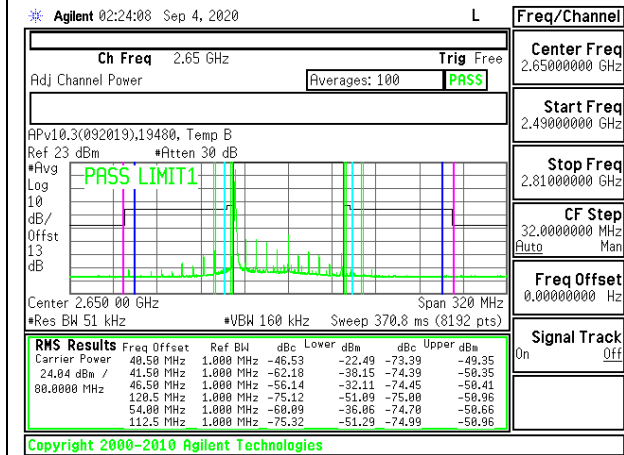 Agilent 02:24:08 Sep 4, 2020 L
Freq/Channel
Ch Freq 2.65 GHz Trig Free
Adj Channel Power Averages: 100 PASS
APv10.3(092019),19480, Temp B
Ref 23 dBm #Atten 30 dB
#Avg
Log
10
dB/
Offst
13
dB
PASS LIMIT1
Center 2.650 00 GHz Span 320 MHz
#Res BW 51 kHz #VBW 160 kHz Sweep 370.8 ms (8192 pts)
RMS Results Freq Offset Ref BW dBc Lower dBm dBc Upper dBm
Carrier Power 40.50 MHz 1.000 MHz -46.53 -22.49 -73.39 -49.35
24.04 dBm / 41.50 MHz 1.000 MHz -62.18 -38.15 -74.39 -50.35
80.0000 MHz 46.50 MHz 1.000 MHz -56.14 -32.11 -74.45 -50.41
120.5 MHz 1.000 MHz -75.12 -51.09 -75.00 -50.96
54.00 MHz 1.000 MHz -60.09 -36.06 -74.70 -50.66
112.5 MHz 1.000 MHz -75.32 -51.29 -74.99 -50.96
Copyright 2000-2010 Agilent Technologies
Center Freq
2.65000000 GHz
Start Freq
2.49000000 GHz
Stop Freq
2.81000000 GHz
CF Step
32.0000000 MHz
Auto Man
Freq Offset
0.00000000 Hz
Signal Track
On Off